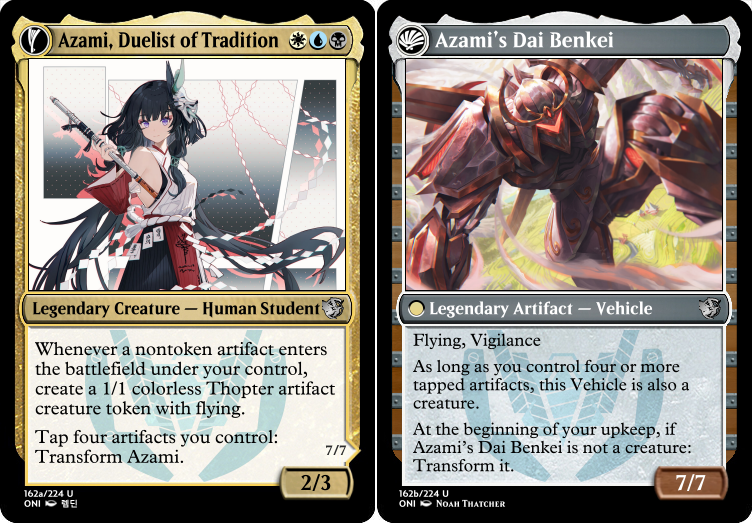 Azami, Duelist of Tradition
Legendary Creature — Human Student
Whenever a nontoken artifact enters
the battlefield under your control,
create a 1/1 colorless Thopter artifact
creature token with flying.
Tap four artifacts you control:
Transform Azami.
7/7
2/3
162a/224 U
ONI 렘딘
Azami's Dai Benkei
Legendary Artifact — Vehicle
Flying, Vigilance
As long as you control four or more
tapped artifacts, this Vehicle is also a
creature.
At the beginning of your upkeep, if
Azami's Dai Benkei is not a creature:
Transform it.
7/7
162b/224 U
ONI Noah Thatcher